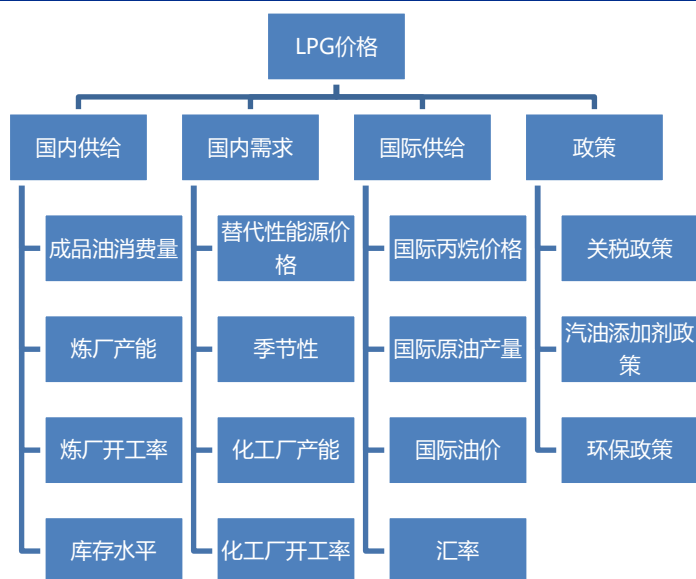 LPG价格
国内供给
国内需求
国际供给
政策
成品油消费量
替代性能源价
格
国际丙烷价格
关税政策
炼厂产能
季节性
国际原油产量
汽油添加剂政
策
炼厂开工率
化工厂产能
国际油价
环保政策
库存水平
化工厂开工率
汇率